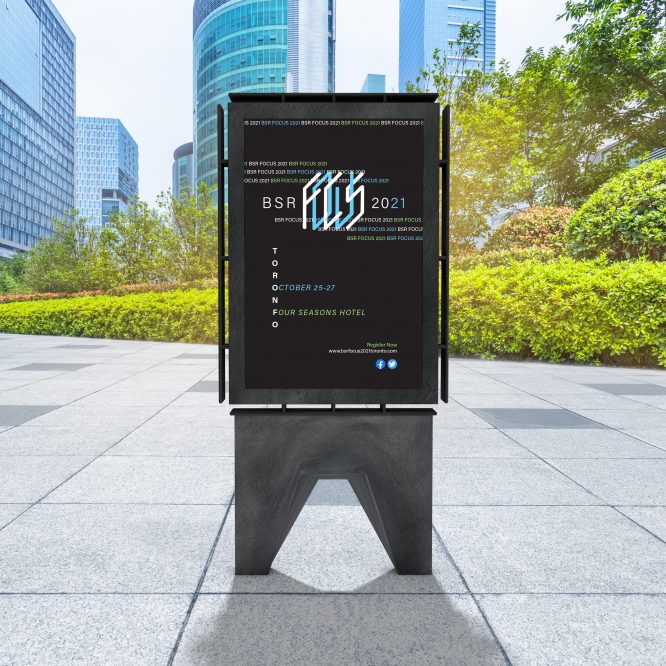 FOCUS 2021 BSR FOCUS 2021 BSR FOCUS 2021 BSR FOCUS 2021 BSR FOCUS 2021
BSR FOCUS 2021 BSR FOCUS 2021
FOCUS 2021 BSR FOCUS 2021 BSR FOCUS 2021 BSR FOCUS 2021
BSR FOCUS 2021
BSR FOCUS 2021 BSR FOCUS 2021 BSR FOCUS 2021
BSR FOCUS 2021 BSR FOCUS 2021
BSR FOCUS 2021 BSR FOCUS 2021
T
O
R
OCTOBER 25-27
N
FOUR SEASONS HOTEL
O
Register Now
www.bsrfocus2021toronto.com